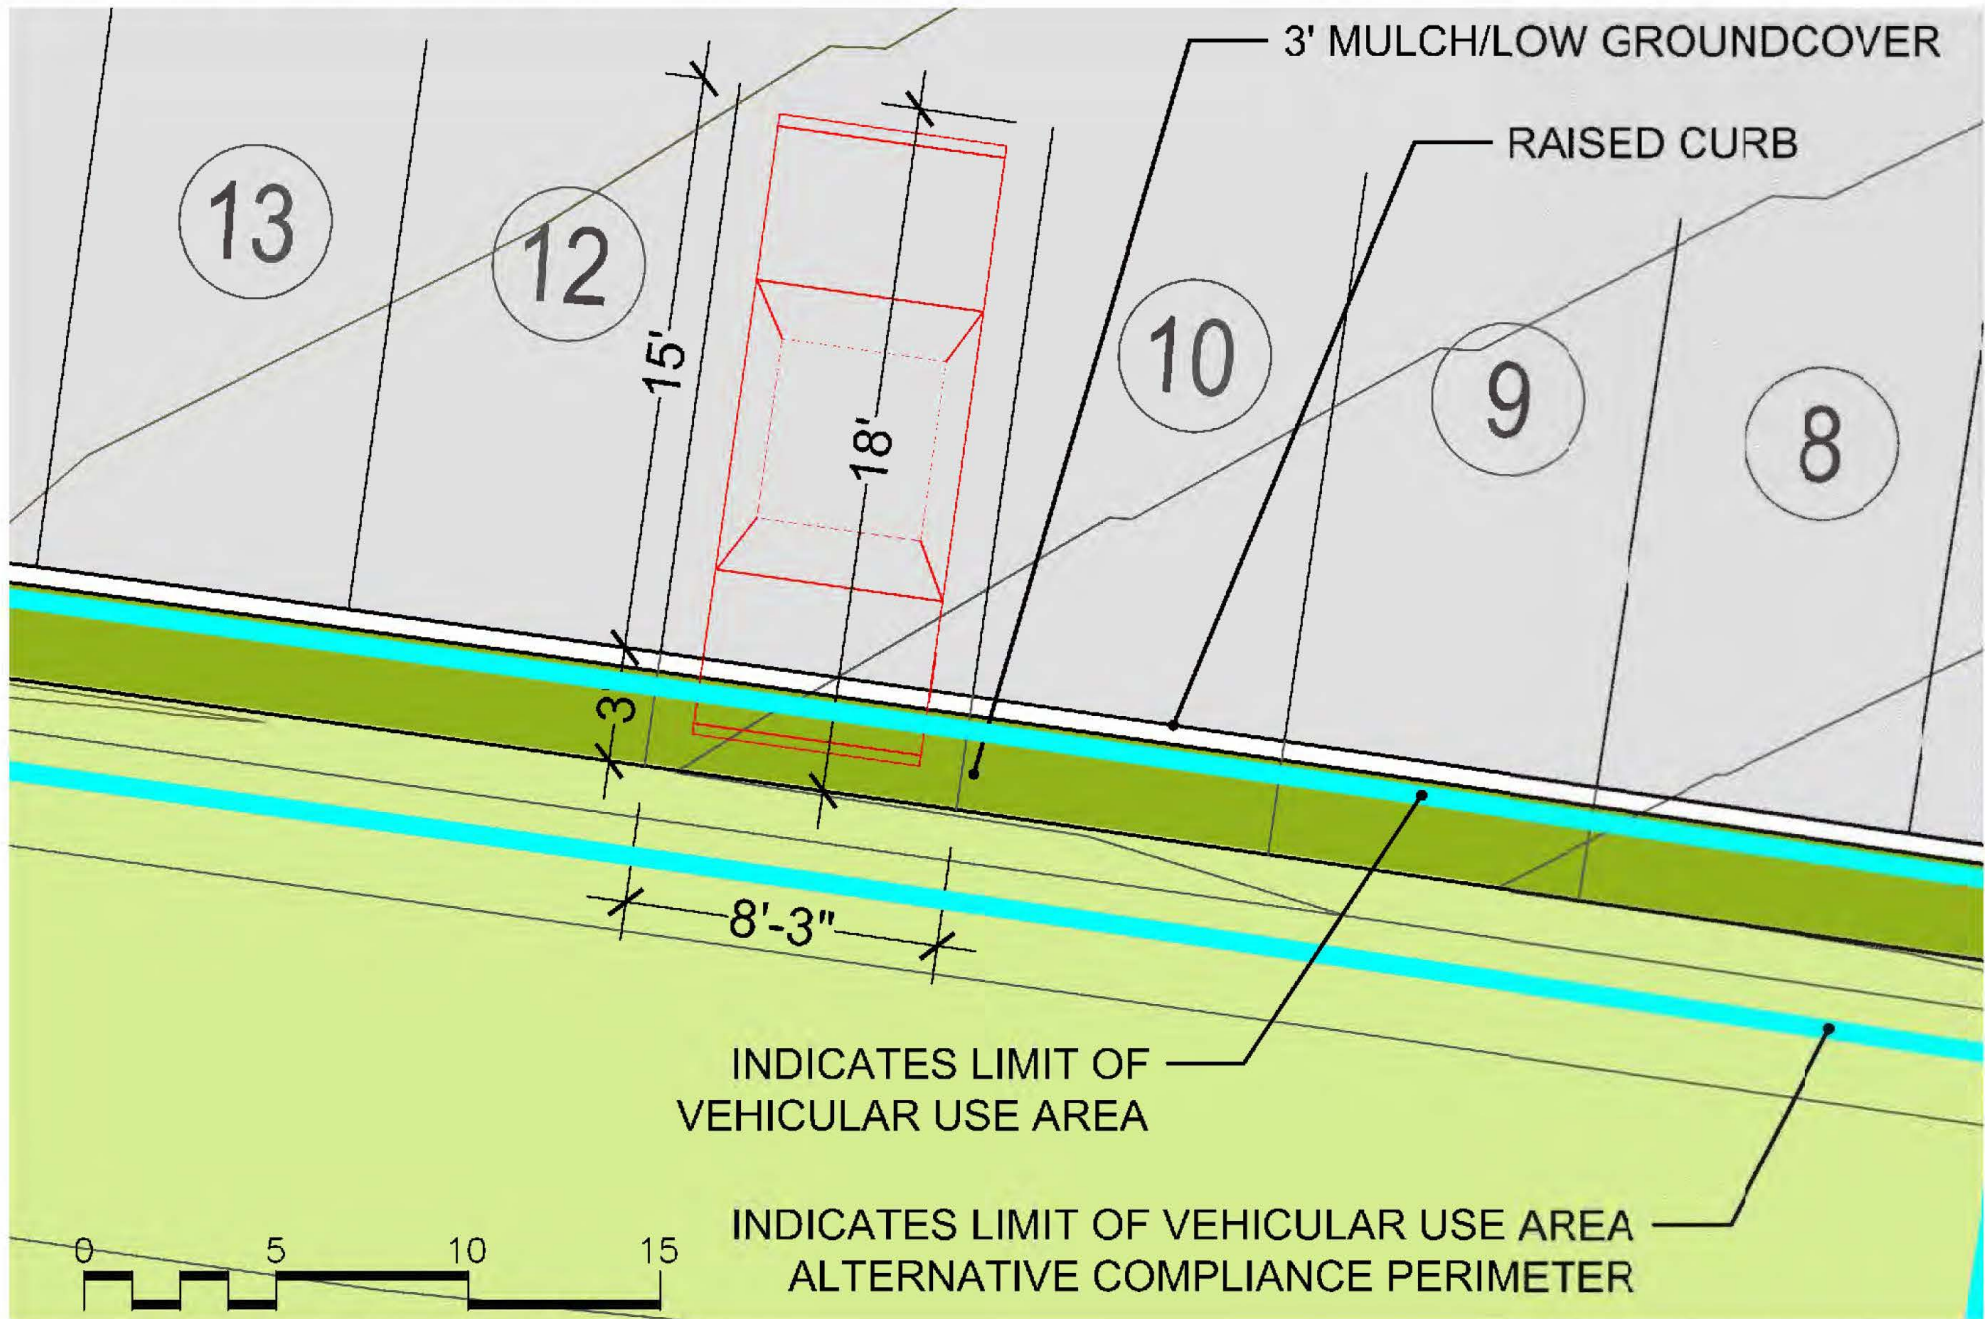 3' MULCH/LOW GROUNDCOVER
RAISED CURB
13
12
15'
18'
10
9
8
3'
8'-3"
INDICATES LIMIT OF
VEHICULAR USE AREA
INDICATES LIMIT OF VEHICULAR USE AREA
ALTERNATIVE COMPLIANCE PERIMETER
0 5 10 15